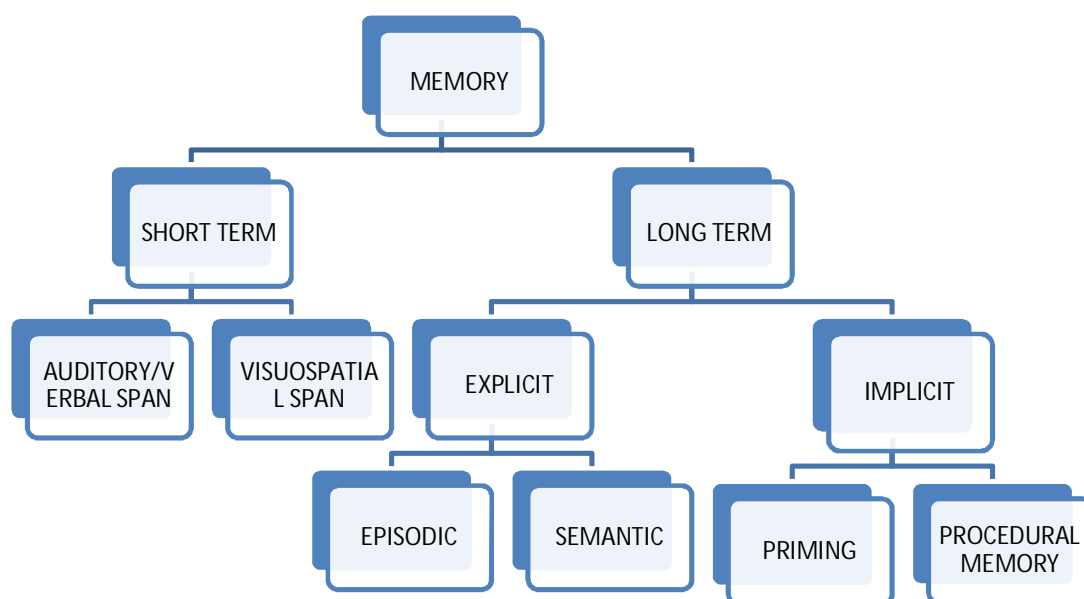 MEMORY
SHORT TERM
LONG TERM
AUDITORY/V
ERBAL SPAN
VISUOSPATIA
L SPAN
EXPLICIT
IMPLICIT
EPISODIC
SEMANTIC
PRIMING
PROCEDURAL
MEMORY